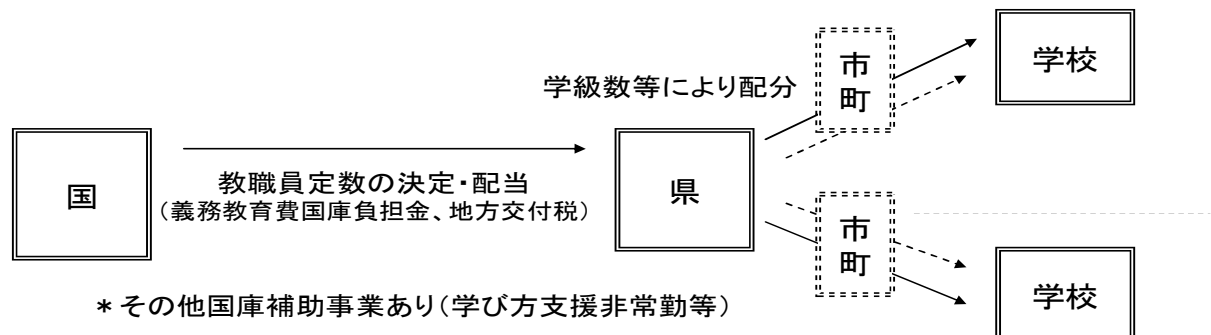 学級数等により配分
市町
学校
国
教職員定数の決定・配当
(義務教育費国庫負担金、地方交付税)
県
市町
学校
*その他国庫補助事業あり(学び方支援非常勤等)